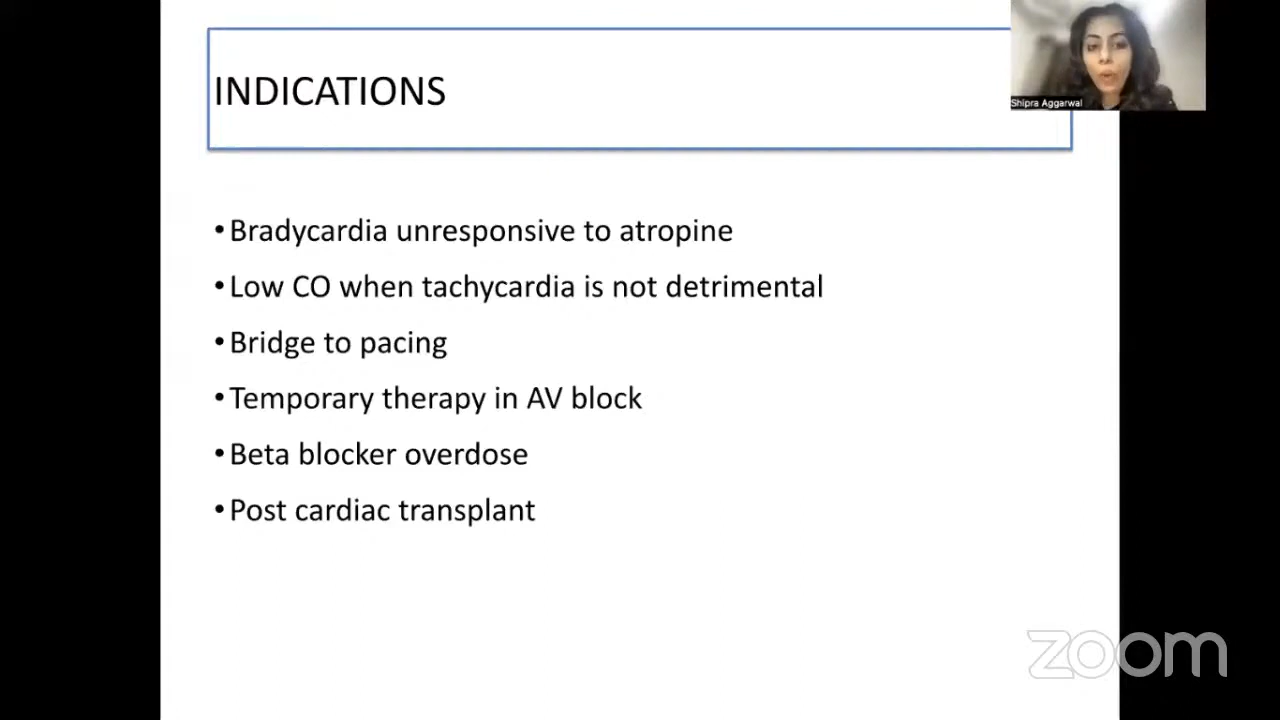 INDICATIONS
Shipra Aggarwal
•Bradycardia unresponsive to atropine
•Low CO when tachycardia is not detrimental
•Bridge to pacing
•Temporary therapy in AV block
•Beta blocker overdose
•Post cardiac transplant
zoom